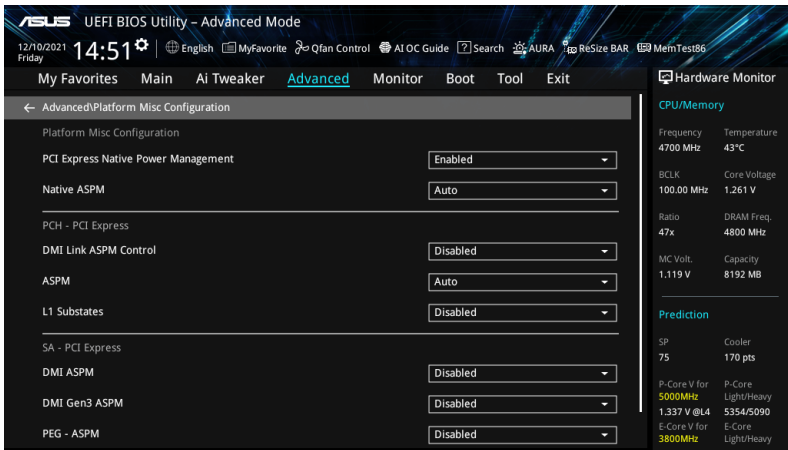 ASUS UEFI BIOS Utility – Advanced Mode
12/10/2021 Friday 14:51 English MyFavorite Qfan Control AI OC Guide ? Search AURA ReSize BAR MemTest86
My Favorites Main Ai Tweaker Advanced Monitor Boot Tool Exit
Hardware Monitor
← Advanced\Platform Misc Configuration
Platform Misc Configuration
PCI Express Native Power Management Enabled
Native ASPM Auto
PCH - PCI Express
DMI Link ASPM Control Disabled
ASPM Auto
L1 Substates Disabled
SA - PCI Express
DMI ASPM Disabled
DMI Gen3 ASPM Disabled
PEG - ASPM Disabled
CPU/Memory
Frequency Temperature
4700 MHz 43°C
BCLK Core Voltage
100.00 MHz 1.261 V
Ratio DRAM Freq.
47x 4800 MHz
MC Volt. Capacity
1.119 V 8192 MB
Prediction
SP Cooler
75 170 pts
P-Core V for P-Core
5000MHz Light/Heavy
1.337 V @L4 5354/5090
E-Core V for E-Core
3800MHz Light/Heavy